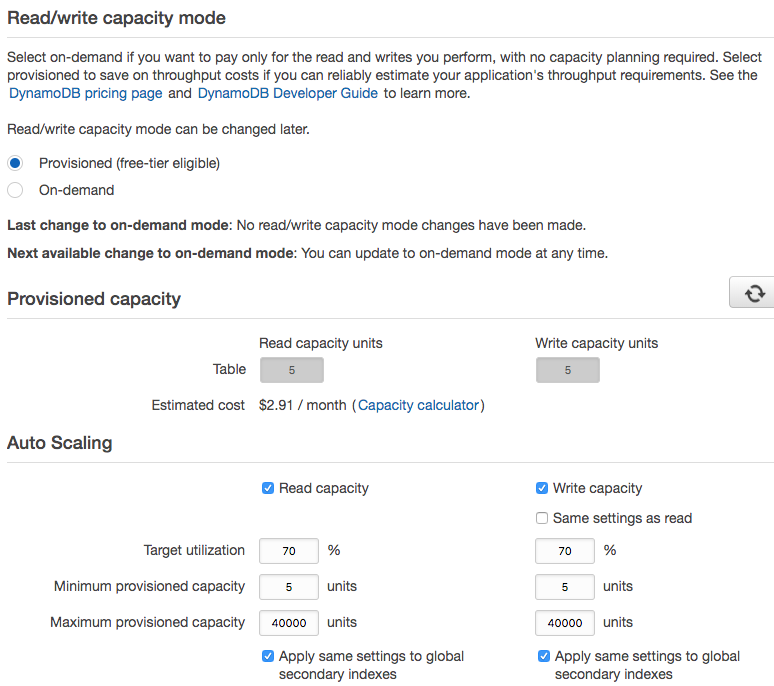 Read/write capacity mode
Select on-demand if you want to pay only for the read and writes you perform, with no capacity planning required. Select
provisioned to save on throughput costs if you can reliably estimate your application's throughput requirements. See the
DynamoDB pricing page and DynamoDB Developer Guide to learn more.
Read/write capacity mode can be changed later.
Provisioned (free-tier eligible)
On-demand
Last change to on-demand mode: No read/write capacity mode changes have been made.
Next available change to on-demand mode: You can update to on-demand mode at any time.
Provisioned capacity
Read capacity units Write capacity units
Table 5 5
Estimated cost $2.91 / month (Capacity calculator)
Auto Scaling
Read capacity Write capacity
Same settings as read
Target utilization 70 % 70 %
Minimum provisioned capacity 5 units 5 units
Maximum provisioned capacity 40000 units 40000 units
Apply same settings to global Apply same settings to global
secondary indexes secondary indexes